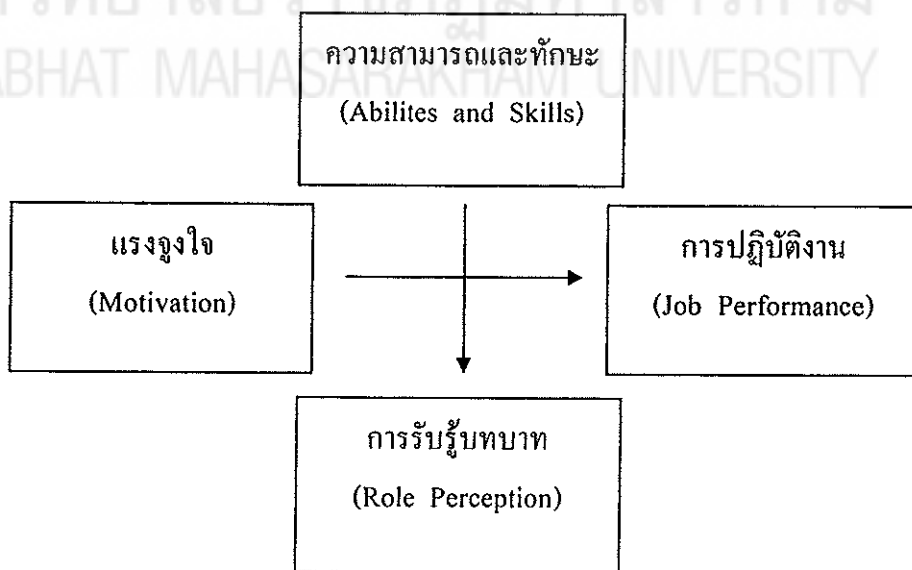 ABHAT MAHASARAKHAM UNIVERSITY
ความสามารถและทักษะ
(Abilites and Skills)
แรงจูงใจ
(Motivation)
การปฏิบัติงาน
(Job Performance)
การรับรู้บทบาท
(Role Perception)